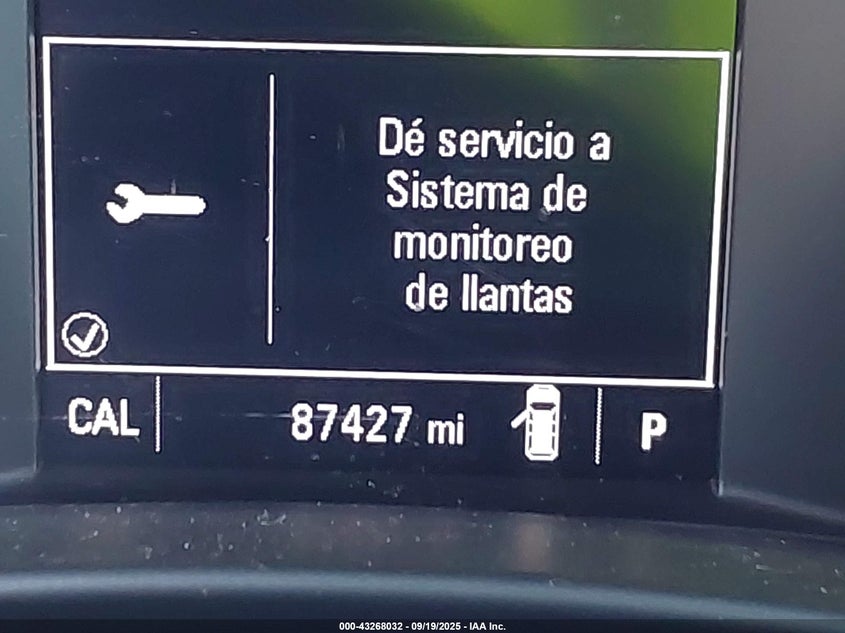 Dé servicio a
Sistema de
monitoreo
de llantas
CAL
87427 mi
P
000-43268032 - 09/19/2025 - IAA Inc.